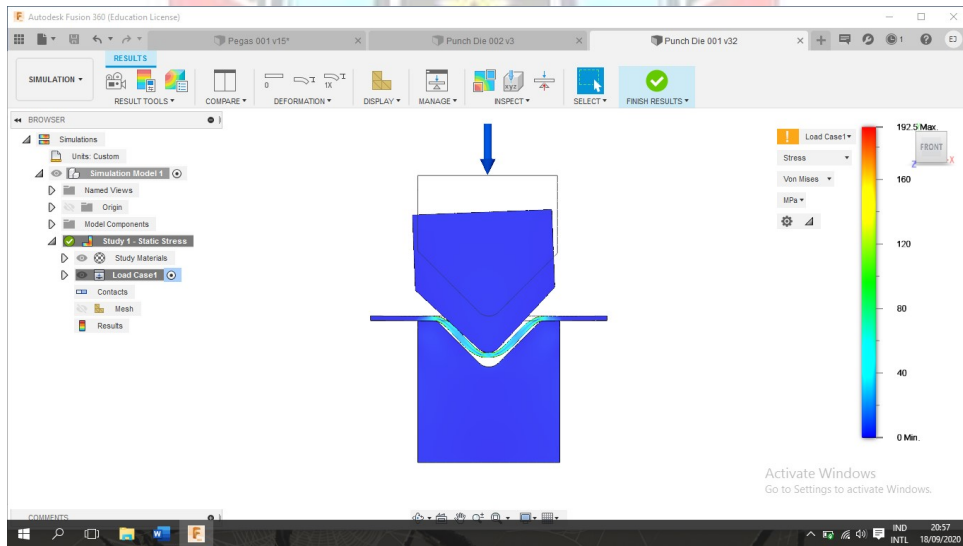 Autodesk Fusion 360 (Education License)
Pegas 001 v15*
Punch Die 002 v3
Punch Die 001 v32
1
EJ
RESULTS
SIMULATION
RESULT TOOLS
COMPARE
DEFORMATION
DISPLAY
MANAGE
INSPECT
SELECT
FINISH RESULTS
BROWSER
Simulations
Units: Custom
Simulation Model 1
Named Views
Origin
Model Components
Study 1 - Static Stress
Study Materials
Load Case1
Contacts
Mesh
Results
Load Case1
Stress
Von Mises
MPa
192.5 Max.
160
120
80
40
0 Min.
FRONT
Z
X
Activate Windows
Go to Settings to activate Windows.
COMMENTS
IND
INTL
20:57
18/09/2020